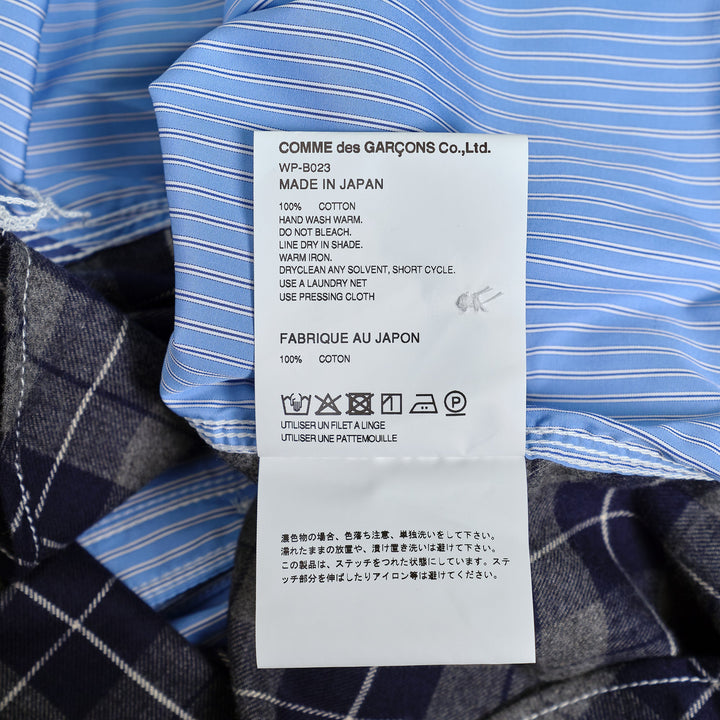 COMME des GARÇONS Co.,Ltd.
WP-B023
MADE IN JAPAN
100% COTTON
HAND WASH WARM.
DO NOT BLEACH.
LINE DRY IN SHADE.
WARM IRON.
DRYCLEAN ANY SOLVENT, SHORT CYCLE.
USE A LAUNDRY NET
USE PRESSING CLOTH
FABRIQUE AU JAPON
100% COTON
P
UTILISER UN FILET A LINGE
UTILISER UNE PATTEMOUILLE
濃色物の場合、色落ち注意、単独洗いをして下さい。
濡れたままの放置や、漬け置き洗いは避けて下さい。
この製品は、ステッチをつれた状態にしています。ステ
ッチ部分を伸ばしたりアイロン等は避けてください。